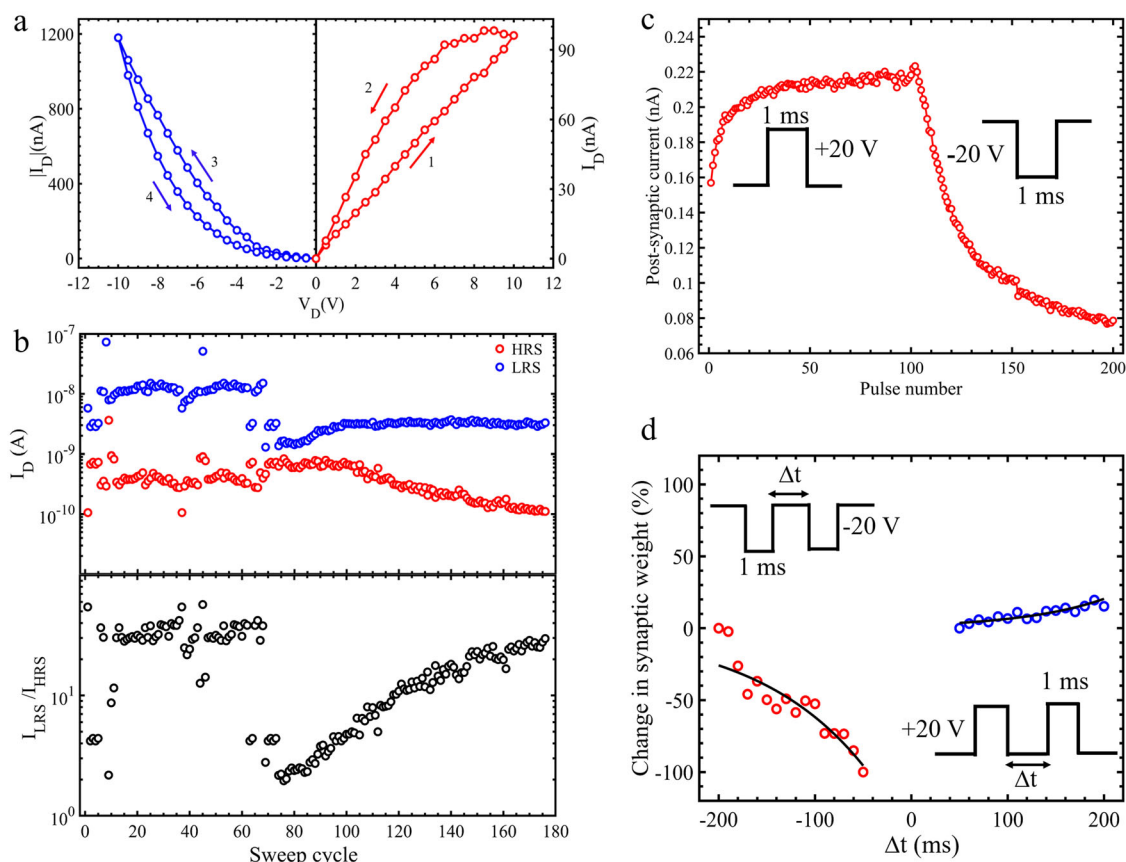 a
|I_D|(nA)
1200
800
400
0
-12 -10 -8 -6 -4 -2 0 2 4 6 8 10 12
V_D(V)
90
60
30
0
I_D(nA)
1
2
3
4
b
I_D (A)
10^-7
10^-8
10^-9
10^-10
HRS
LRS
I_LRS/I_HRS
10^1
10^0
0 20 40 60 80 100 120 140 160 180
Sweep cycle
c
Post-synaptic current (nA)
0.24
0.22
0.2
0.18
0.16
0.14
0.12
0.1
0.08
0.06
0 50 100 150 200
Pulse number
1 ms
+20 V
-20 V
1 ms
d
Change in synaptic weight (%)
100
50
0
-50
-100
-200 -100 0 100 200
Δt (ms)
Δt
-20 V
1 ms
1 ms
+20 V
Δt